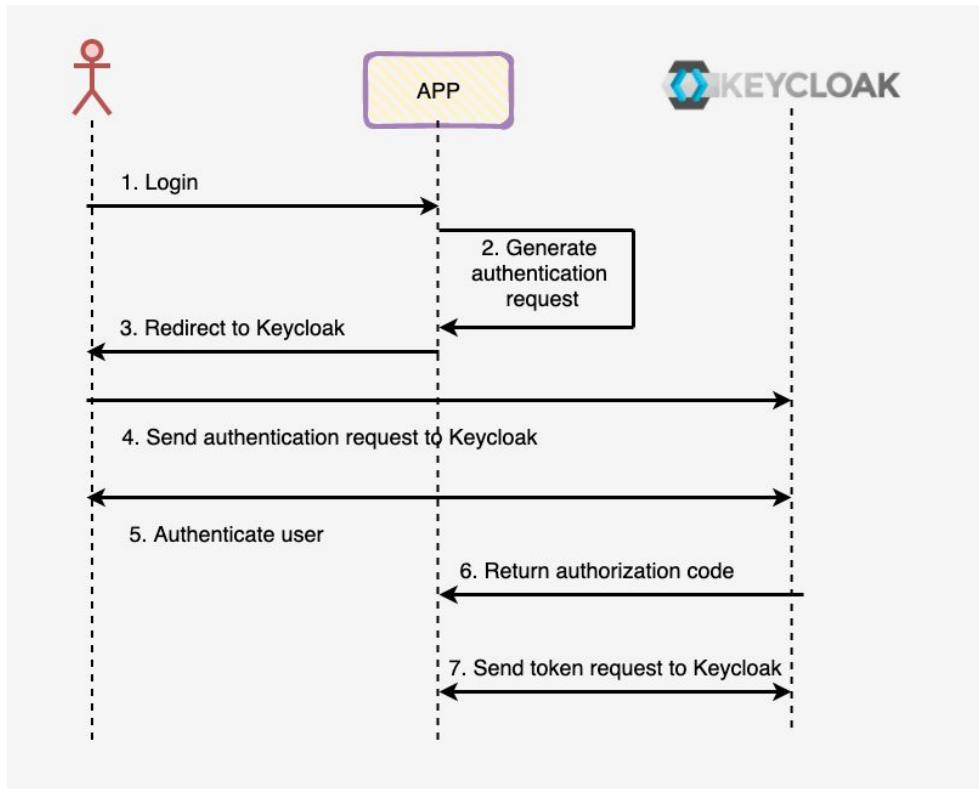 APP
KEYCLOAK
1. Login
2. Generate
authentication
request
3. Redirect to Keycloak
4. Send authentication request to Keycloak
5. Authenticate user
6. Return authorization code
7. Send token request to Keycloak